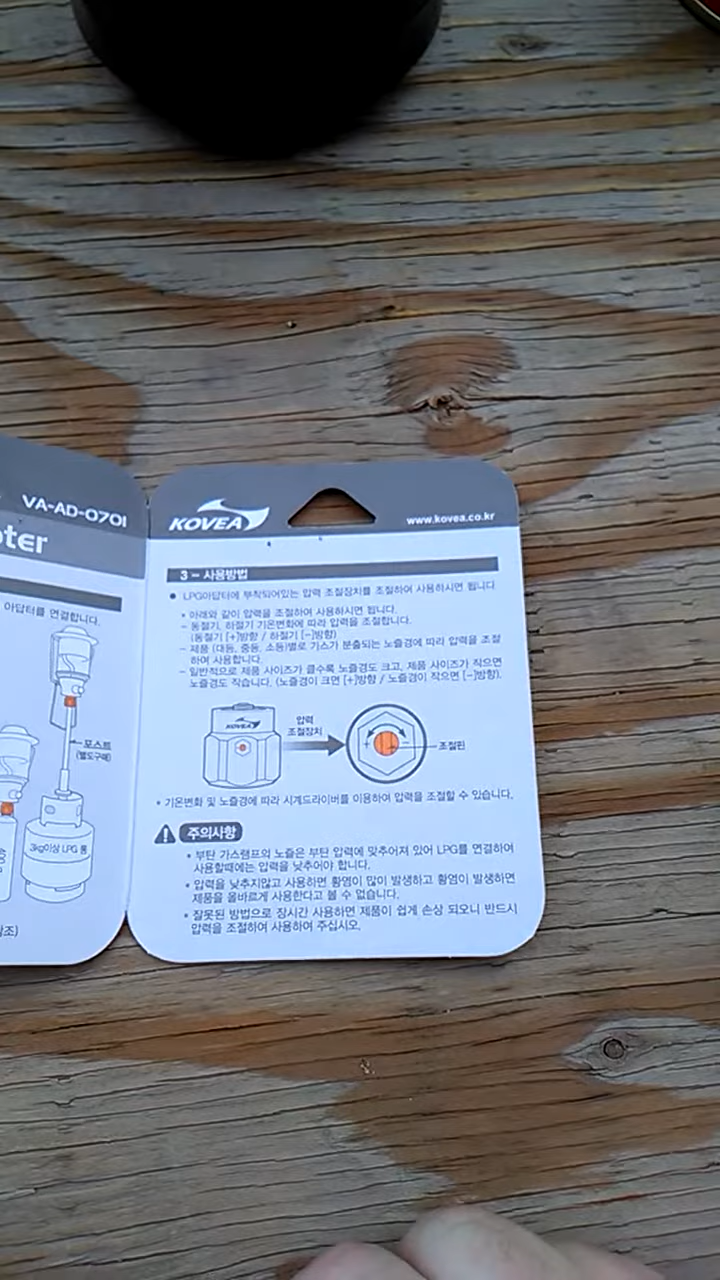 VA-AD-0701
pter
아답터를 연결합니다.
포스트
(별도구매)
3kg이상 LPG 통
KOVEA
www.kovea.co.kr
3 - 사용방법
● LPG아답터에 부착되어있는 압력 조절장치를 조절하여 사용하시면 됩니다
• 아래와 같이 압력을 조절하여 사용하시면 됩니다.
- 동절기, 하절기 기온변화에 따라 압력을 조절합니다.
(동절기 [+]방향 / 하절기 [-]방향)
- 제품 (대등, 중등, 소등)별로 가스가 분출되는 노즐경에 따라 압력을 조절
하여 사용합니다.
- 일반적으로 제품 사이즈가 클수록 노즐경도 크고, 제품 사이즈가 작으면
노즐경도 작습니다. (노즐경이 크면 [+]방향 / 노즐경이 작으면 [-]방향).
KOVEA
압력
조절장치
+ -
조절핀
• 기온변화 및 노즐경에 따라 시계드라이버를 이용하여 압력을 조절할 수 있습니다.
주의사항
• 부탄 가스램프의 노즐은 부탄 압력에 맞추어져 있어 LPG를 연결하여
사용할때에는 압력을 낮추어야 합니다.
• 압력을 낮추지않고 사용하면 황염이 많이 발생하고 황염이 발생하면
제품을 올바르게 사용한다고 볼 수 없습니다.
• 잘못된 방법으로 장시간 사용하면 제품이 쉽게 손상 되오니 반드시
압력을 조절하여 사용하여 주십시오.